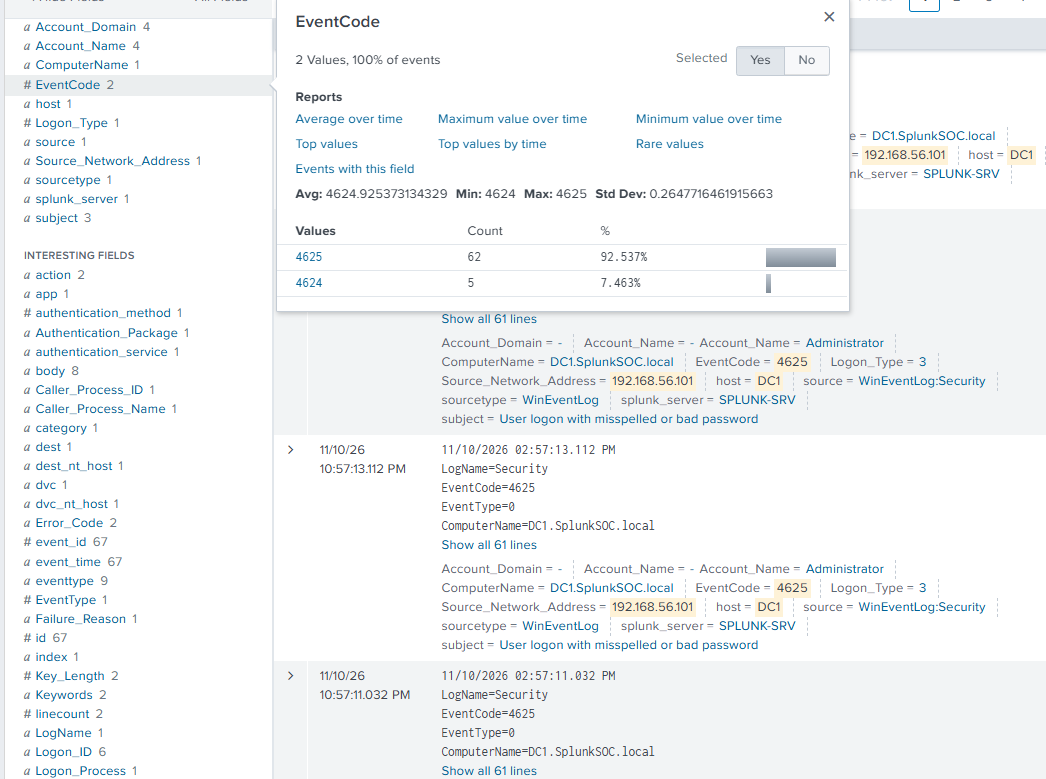 a Account_Domain 4
a Account_Name 4
a ComputerName 1
# EventCode 2
a host 1
# Logon_Type 1
a source 1
a Source_Network_Address 1
a sourcetype 1
a splunk_server 1
a subject 3
INTERESTING FIELDS
a action 2
a app 1
# authentication_method 1
a Authentication_Package 1
a authentication_service 1
a body 8
a Caller_Process_ID 1
a Caller_Process_Name 1
a category 1
a dest 1
a dest_nt_host 1
a dvc 1
a dvc_nt_host 1
a Error_Code 2
# event_id 67
a event_time 67
a eventtype 9
# EventType 1
a Failure_Reason 1
# id 67
a index 1
# Key_Length 2
a Keywords 2
# linecount 2
a LogName 1
a Logon_ID 6
a Logon_Process 1
EventCode
2 Values, 100% of events
Selected Yes No
Reports
Average over time Maximum value over time Minimum value over time
Top values Top values by time Rare values
Events with this field
Avg: 4624.925373134329 Min: 4624 Max: 4625 Std Dev: 0.2647716461915663
Values Count %
4625 62 92.537%
4624 5 7.463%
e = DC1.SplunkSOC.local
= 192.168.56.101 host = DC1
nk_server = SPLUNK-SRV
Show all 61 lines
Account_Domain = - Account_Name = - Account_Name = Administrator
ComputerName = DC1.SplunkSOC.local EventCode = 4625 Logon_Type = 3
Source_Network_Address = 192.168.56.101 host = DC1 source = WinEventLog:Security
sourcetype = WinEventLog splunk_server = SPLUNK-SRV
subject = User logon with misspelled or bad password
> 11/10/26 11/10/2026 02:57:13.112 PM
10:57:13.112 PM LogName=Security
EventCode=4625
EventType=0
ComputerName=DC1.SplunkSOC.local
Show all 61 lines
Account_Domain = - Account_Name = - Account_Name = Administrator
ComputerName = DC1.SplunkSOC.local EventCode = 4625 Logon_Type = 3
Source_Network_Address = 192.168.56.101 host = DC1 source = WinEventLog:Security
sourcetype = WinEventLog splunk_server = SPLUNK-SRV
subject = User logon with misspelled or bad password
> 11/10/26 11/10/2026 02:57:11.032 PM
10:57:11.032 PM LogName=Security
EventCode=4625
EventType=0
ComputerName=DC1.SplunkSOC.local
Show all 61 lines